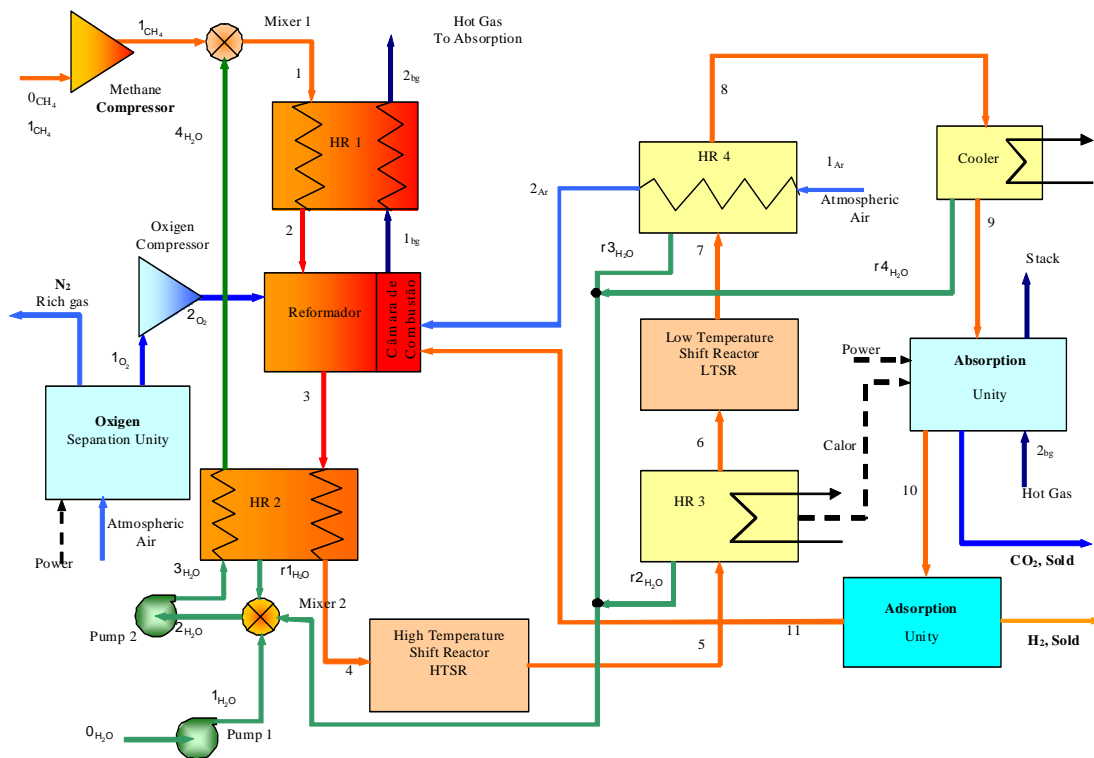 1CH4
Mixer 1
Hot Gas
To Absorption
0CH4
1CH4
Methane
Compressor
1
2bg
8
4H2O
HR 1
HR 4
Cooler
2Ar
1Ar
Atmospheric
Air
Oxigen
Compressor
2
1bg
r3H2O
7
9
r4H2O
Stack
N2
Rich gas
2O2
Reformador
Câmara de
Combustão
Low Temperature
Shift Reactor
LTSR
Power
Absorption
Unity
1O2
3
6
Calor
2bg
Hot Gas
Oxigen
Separation Unity
HR 2
HR 3
10
CO2, Sold
Atmospheric
Air
Power
3H2O
r1H2O
r2H2O
Mixer 2
Pump 2
2H2O
High Temperature
Shift Reactor
HTSR
4
5
11
Adsorption
Unity
H2, Sold
1H2O
0H2O
Pump 1